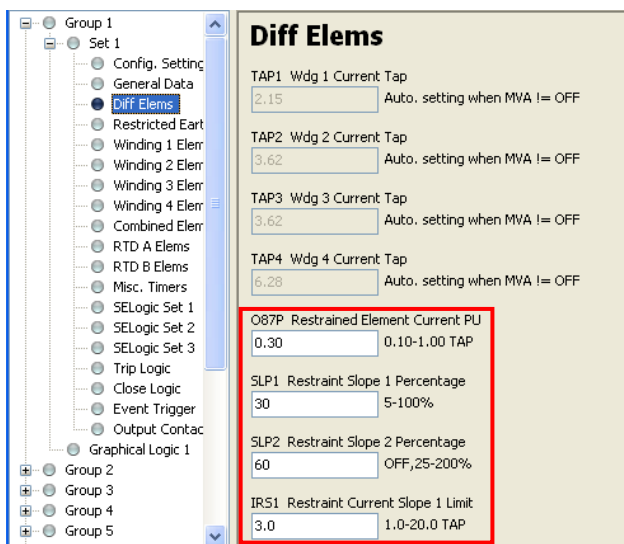 Group 1
Set 1
Config. Setting
General Data
Diff Elems
Restricted Eart
Winding 1 Elem
Winding 2 Elem
Winding 3 Elem
Winding 4 Elem
Combined Elem
RTD A Elems
RTD B Elems
Misc. Timers
SELogic Set 1
SELogic Set 2
SELogic Set 3
Trip Logic
Close Logic
Event Trigger
Output Contac
Graphical Logic 1
Group 2
Group 3
Group 4
Group 5
Diff Elems
TAP1 Wdg 1 Current Tap
2.15 Auto. setting when MVA != OFF
TAP2 Wdg 2 Current Tap
3.62 Auto. setting when MVA != OFF
TAP3 Wdg 3 Current Tap
3.62 Auto. setting when MVA != OFF
TAP4 Wdg 4 Current Tap
6.28 Auto. setting when MVA != OFF
O87P Restrained Element Current PU
0.30 0.10-1.00 TAP
SLP1 Restraint Slope 1 Percentage
30 5-100%
SLP2 Restraint Slope 2 Percentage
60 OFF,25-200%
IRS1 Restraint Current Slope 1 Limit
3.0 1.0-20.0 TAP